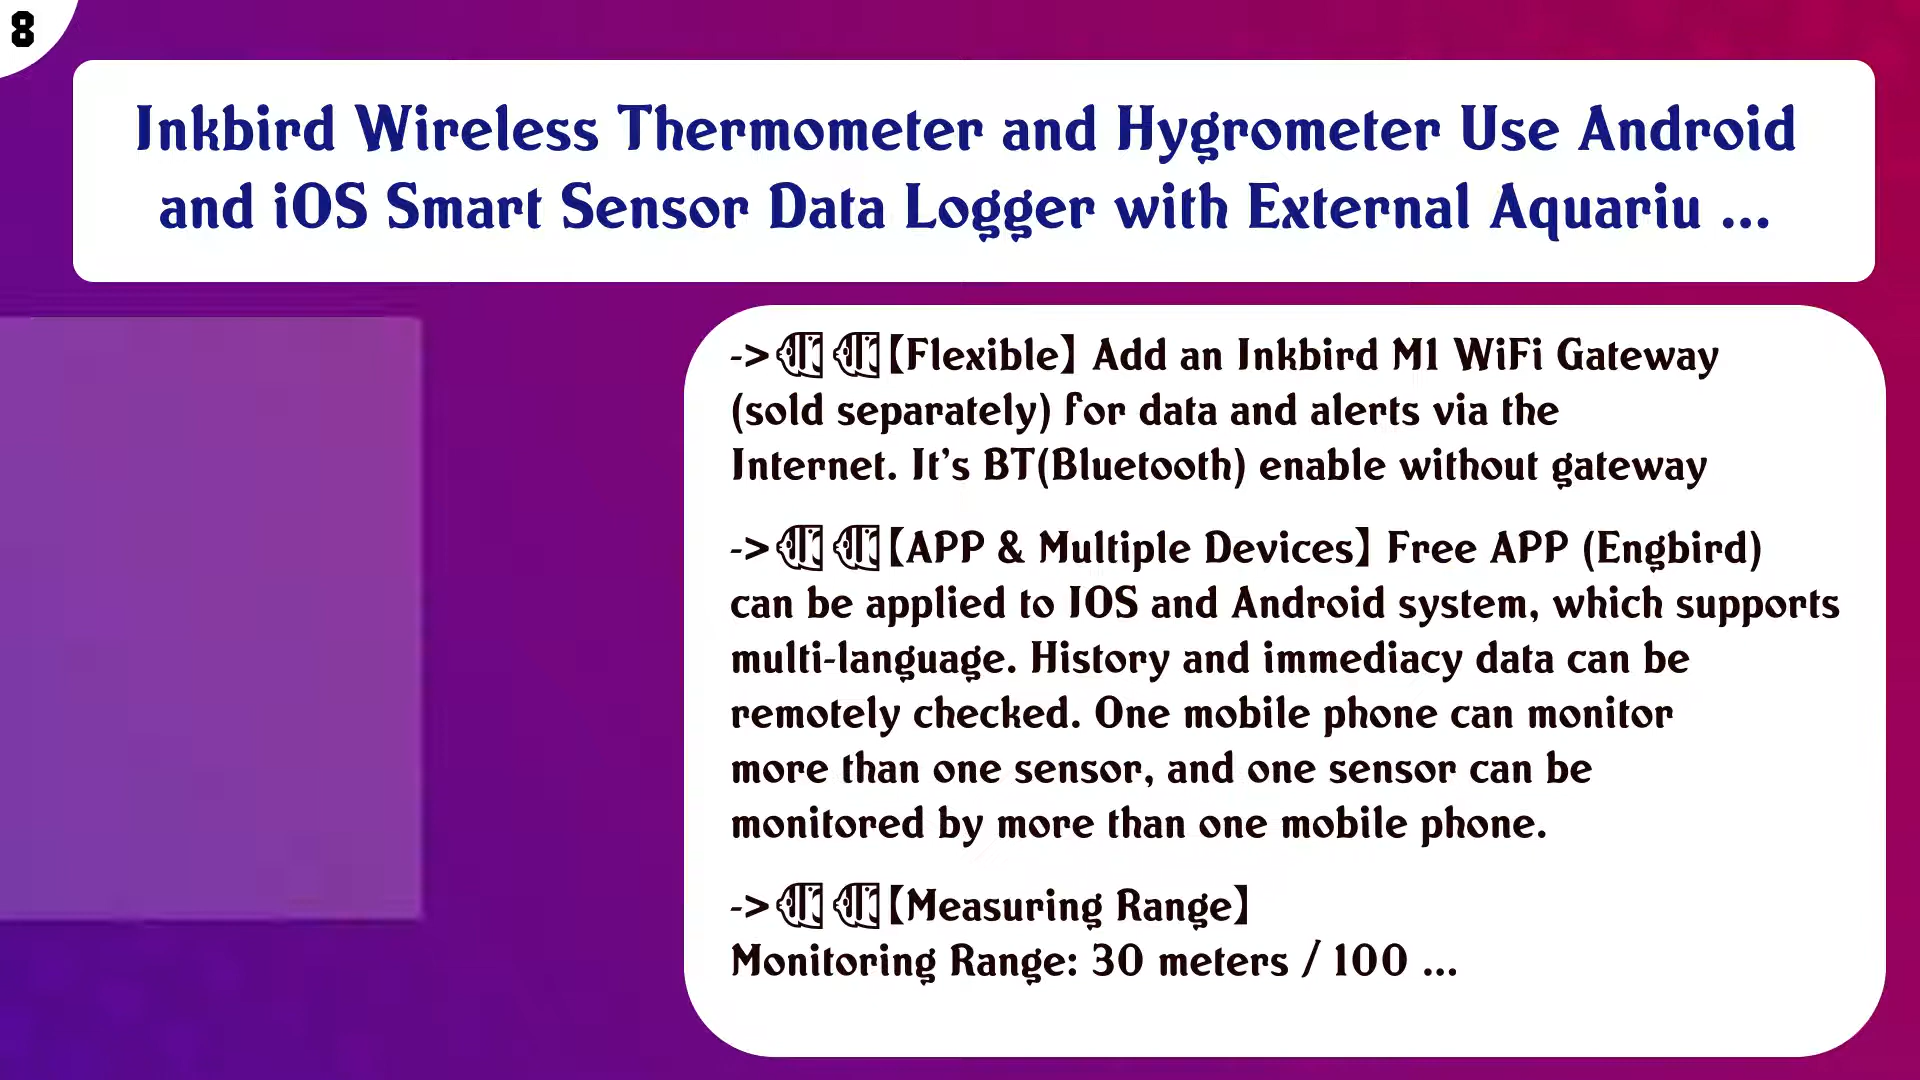 8
Inkbird Wireless Thermometer and Hygrometer Use Android
and iOS Smart Sensor Data Logger with External Aquariu ...
->🐠🐠【Flexible】Add an Inkbird M1 WiFi Gateway
(sold separately) for data and alerts via the
Internet. It's BT(Bluetooth) enable without gateway
->🐠🐠【APP & Multiple Devices】Free APP (Engbird)
can be applied to IOS and Android system, which supports
multi-language. History and immediacy data can be
remotely checked. One mobile phone can monitor
more than one sensor, and one sensor can be
monitored by more than one mobile phone.
->🐠🐠【Measuring Range】
Monitoring Range: 30 meters / 100 ...